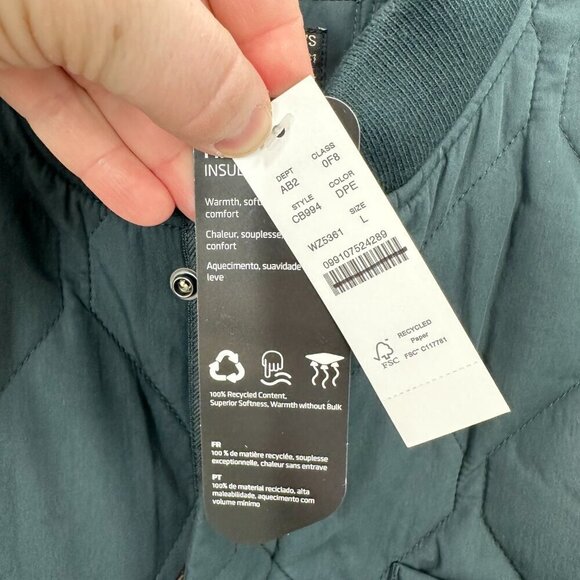 INSUL
Warmth, soft
comfort
Chaleur, souplesse
confort
Aquecimento, suavidade
leve
100% Recycled Content.
Superior Softness, Warmth without Bulk
FR
100 % de matière recyclée, souplesse
exceptionnelle, chaleur sans entrave
PT
100% de material reciclado, alta
maleabilidade, aquecimento com
volume mínimo
DEPT CLASS
AB2 0F8
STYLE COLOR
CB994 DPE
SIZE
WZ5361 L
099107524289
FSC
RECYCLED
Paper
FSC™ C117781